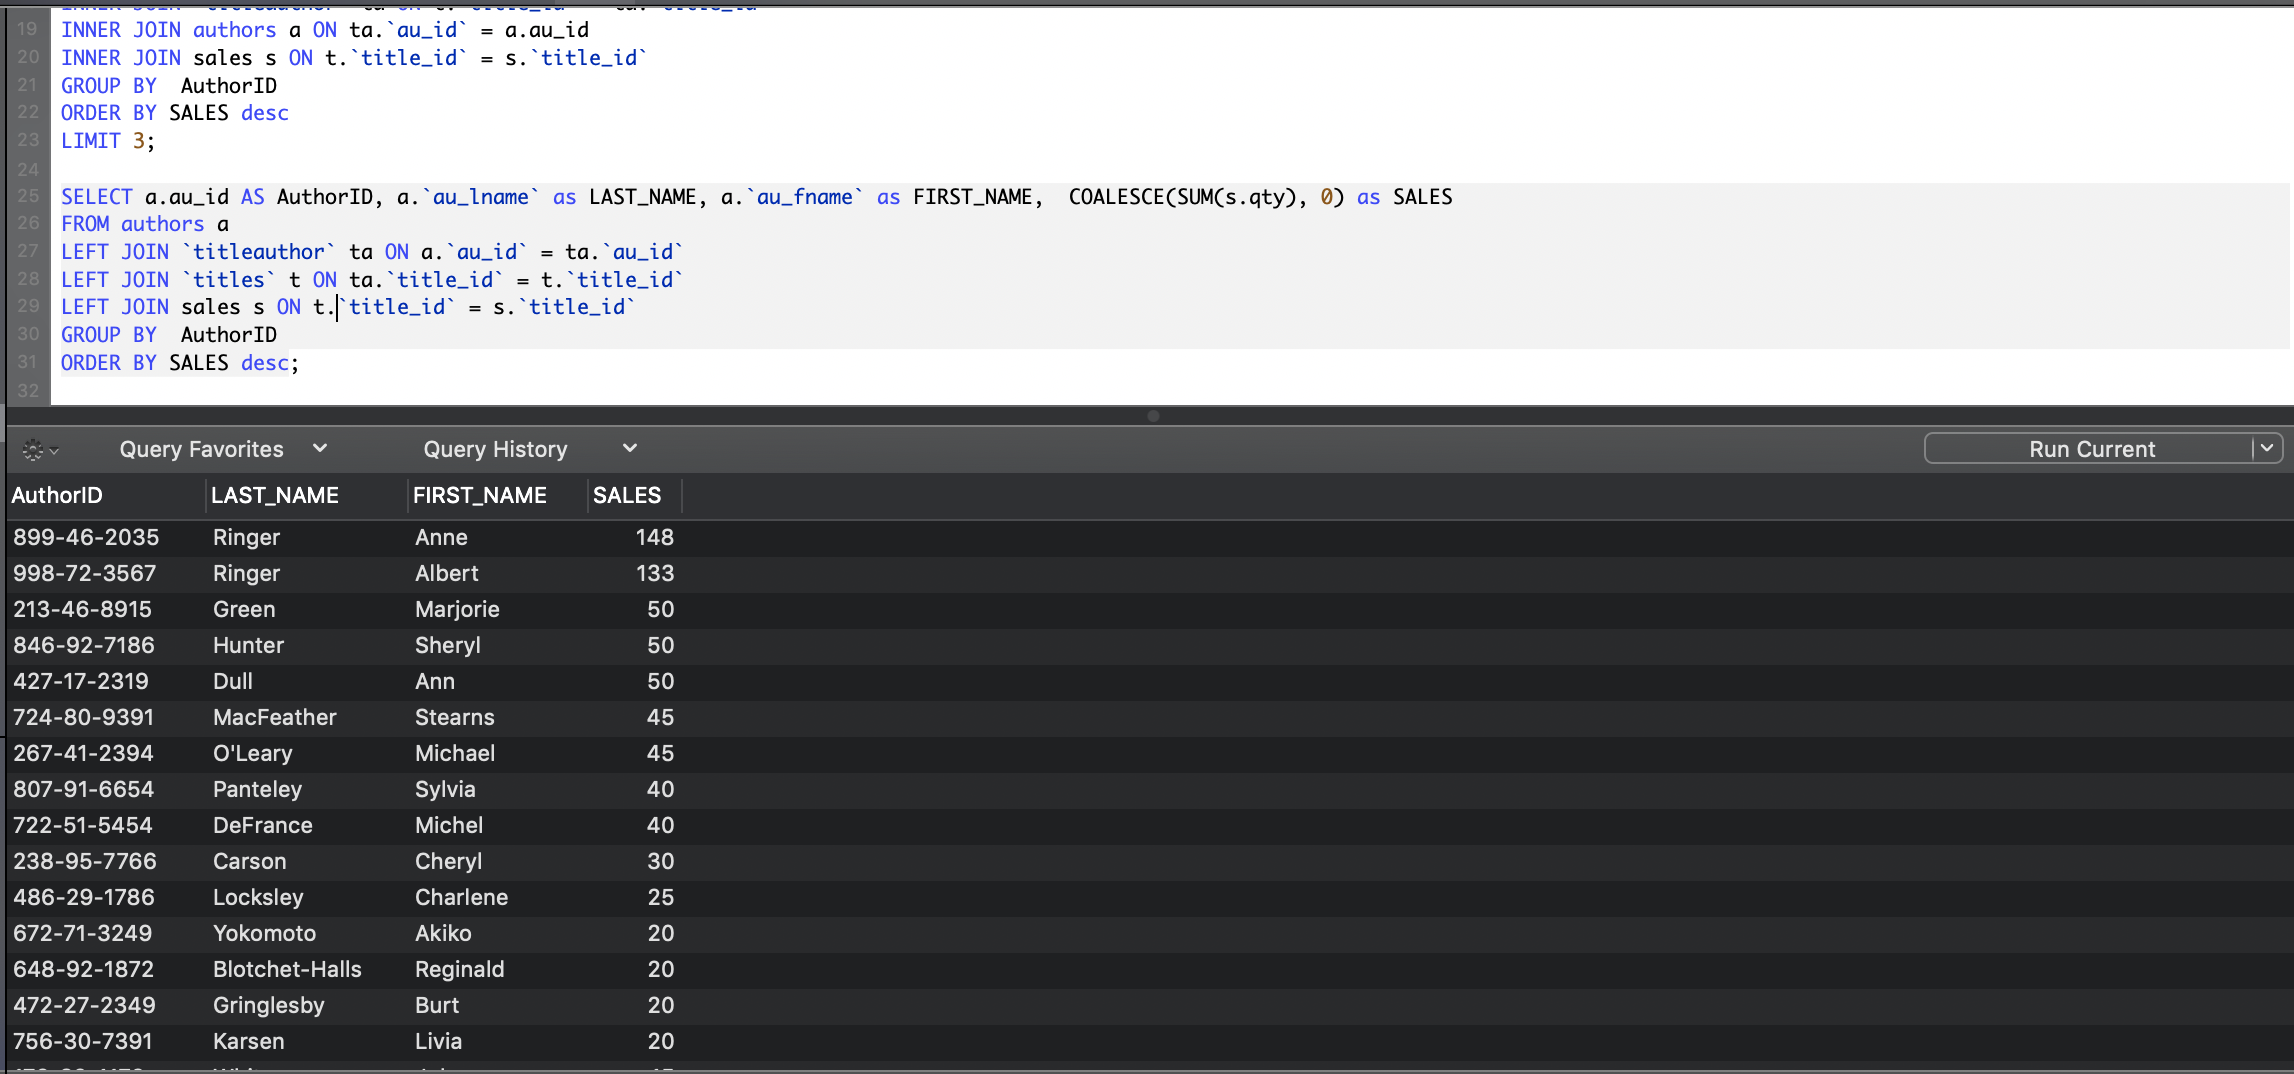 INNER JOIN `titleauthor` ta ON t.`title_id` = ta.`title_id`
19 INNER JOIN authors a ON ta.`au_id` = a.au_id
20 INNER JOIN sales s ON t.`title_id` = s.`title_id`
21 GROUP BY  AuthorID
22 ORDER BY SALES desc
23 LIMIT 3;
24
25 SELECT a.au_id AS AuthorID, a.`au_lname` as LAST_NAME, a.`au_fname` as FIRST_NAME,  COALESCE(SUM(s.qty), 0) as SALES
26 FROM authors a
27 LEFT JOIN `titleauthor` ta ON a.`au_id` = ta.`au_id`
28 LEFT JOIN `titles` t ON ta.`title_id` = t.`title_id`
29 LEFT JOIN sales s ON t.`title_id` = s.`title_id`
30 GROUP BY  AuthorID
31 ORDER BY SALES desc;
32
Query Favorites Query History Run Current
AuthorID LAST_NAME FIRST_NAME SALES
899-46-2035 Ringer Anne 148
998-72-3567 Ringer Albert 133
213-46-8915 Green Marjorie 50
846-92-7186 Hunter Sheryl 50
427-17-2319 Dull Ann 50
724-80-9391 MacFeather Stearns 45
267-41-2394 O'Leary Michael 45
807-91-6654 Panteley Sylvia 40
722-51-5454 DeFrance Michel 40
238-95-7766 Carson Cheryl 30
486-29-1786 Locksley Charlene 25
672-71-3249 Yokomoto Akiko 20
648-92-1872 Blotchet-Halls Reginald 20
472-27-2349 Gringlesby Burt 20
756-30-7391 Karsen Livia 20